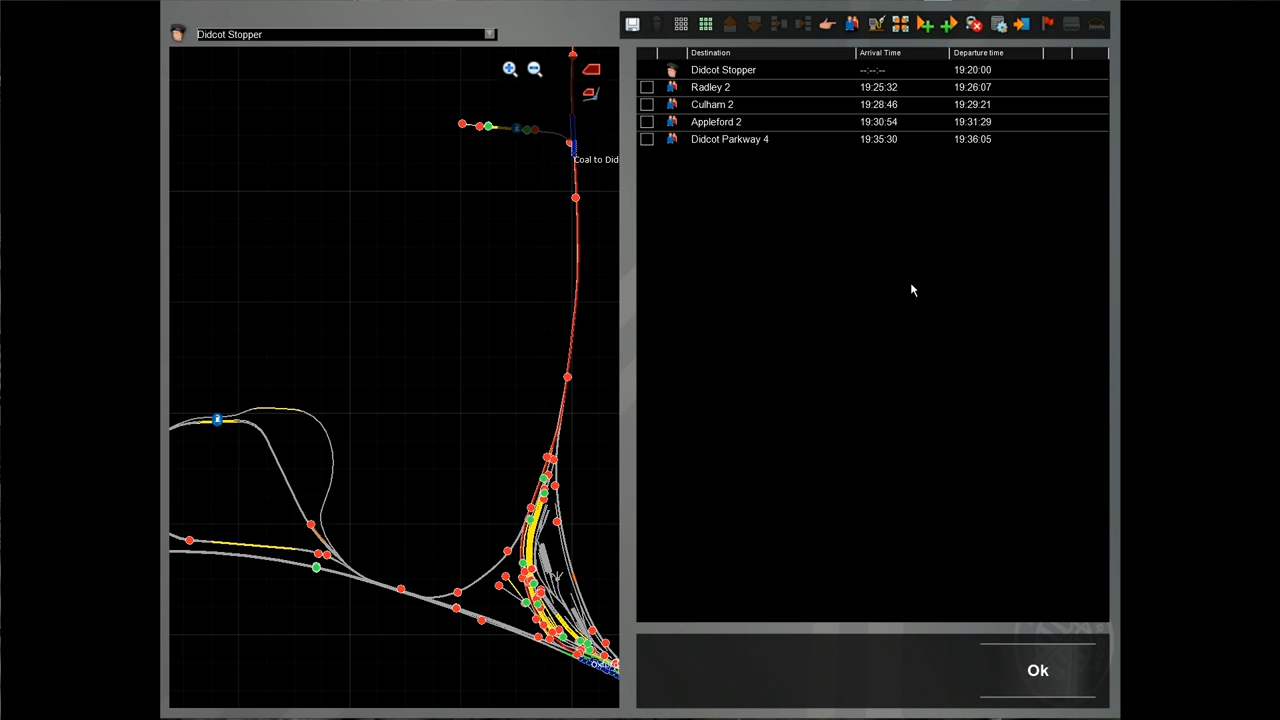 Didcot Stopper
Destination Arrival Time Departure time
Didcot Stopper --:--:-- 19:20:00
Radley 2 19:25:32 19:26:07
Culham 2 19:28:46 19:29:21
Appleford 2 19:30:54 19:31:29
Didcot Parkway 4 19:35:30 19:36:05
Coal to Did
Ok